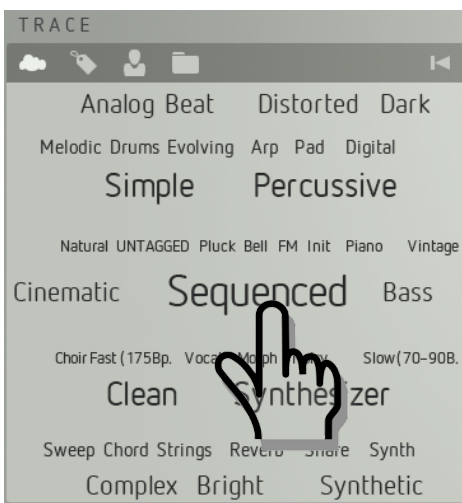 TRACE
Analog Beat Distorted Dark
Melodic Drums Evolving Arp Pad Digital
Simple Percussive
Natural UNTAGGED Pluck Bell FM Init Piano Vintage
Cinematic Sequenced Bass
Choir Fast (175Bp. Slow(70-90B.
Clean Synthesizer
Sweep Chord Strings Reverb Snare Synth
Complex Bright Synthetic